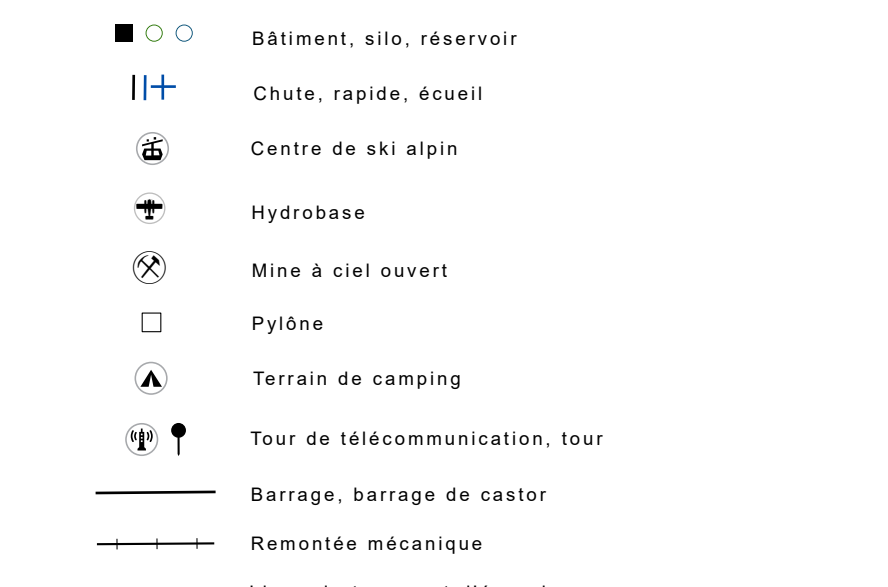 Bâtiment, silo, réservoir
Chute, rapide, écueil
Centre de ski alpin
Hydrobase
Mine à ciel ouvert
Pylône
Terrain de camping
Tour de télécommunication, tour
Barrage, barrage de castor
Remontée mécanique